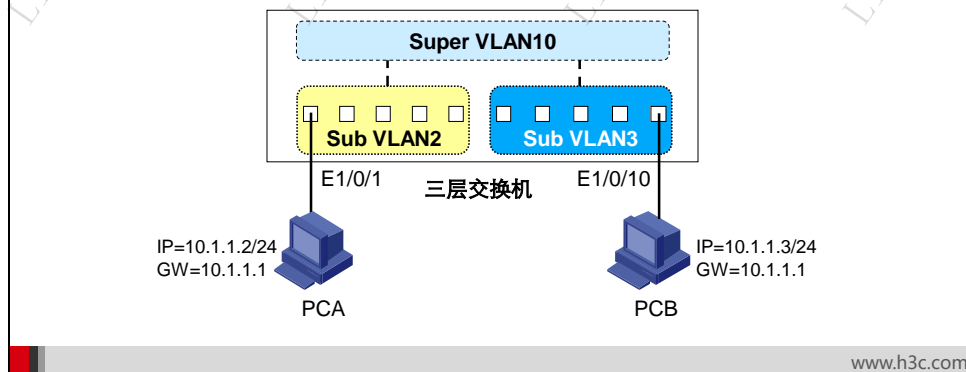 Super VLAN10
Sub VLAN2
Sub VLAN3
E1/0/1
三层交换机
E1/0/10
IP=10.1.1.2/24
GW=10.1.1.1
IP=10.1.1.3/24
GW=10.1.1.1
PCA
PCB
www.h3c.com